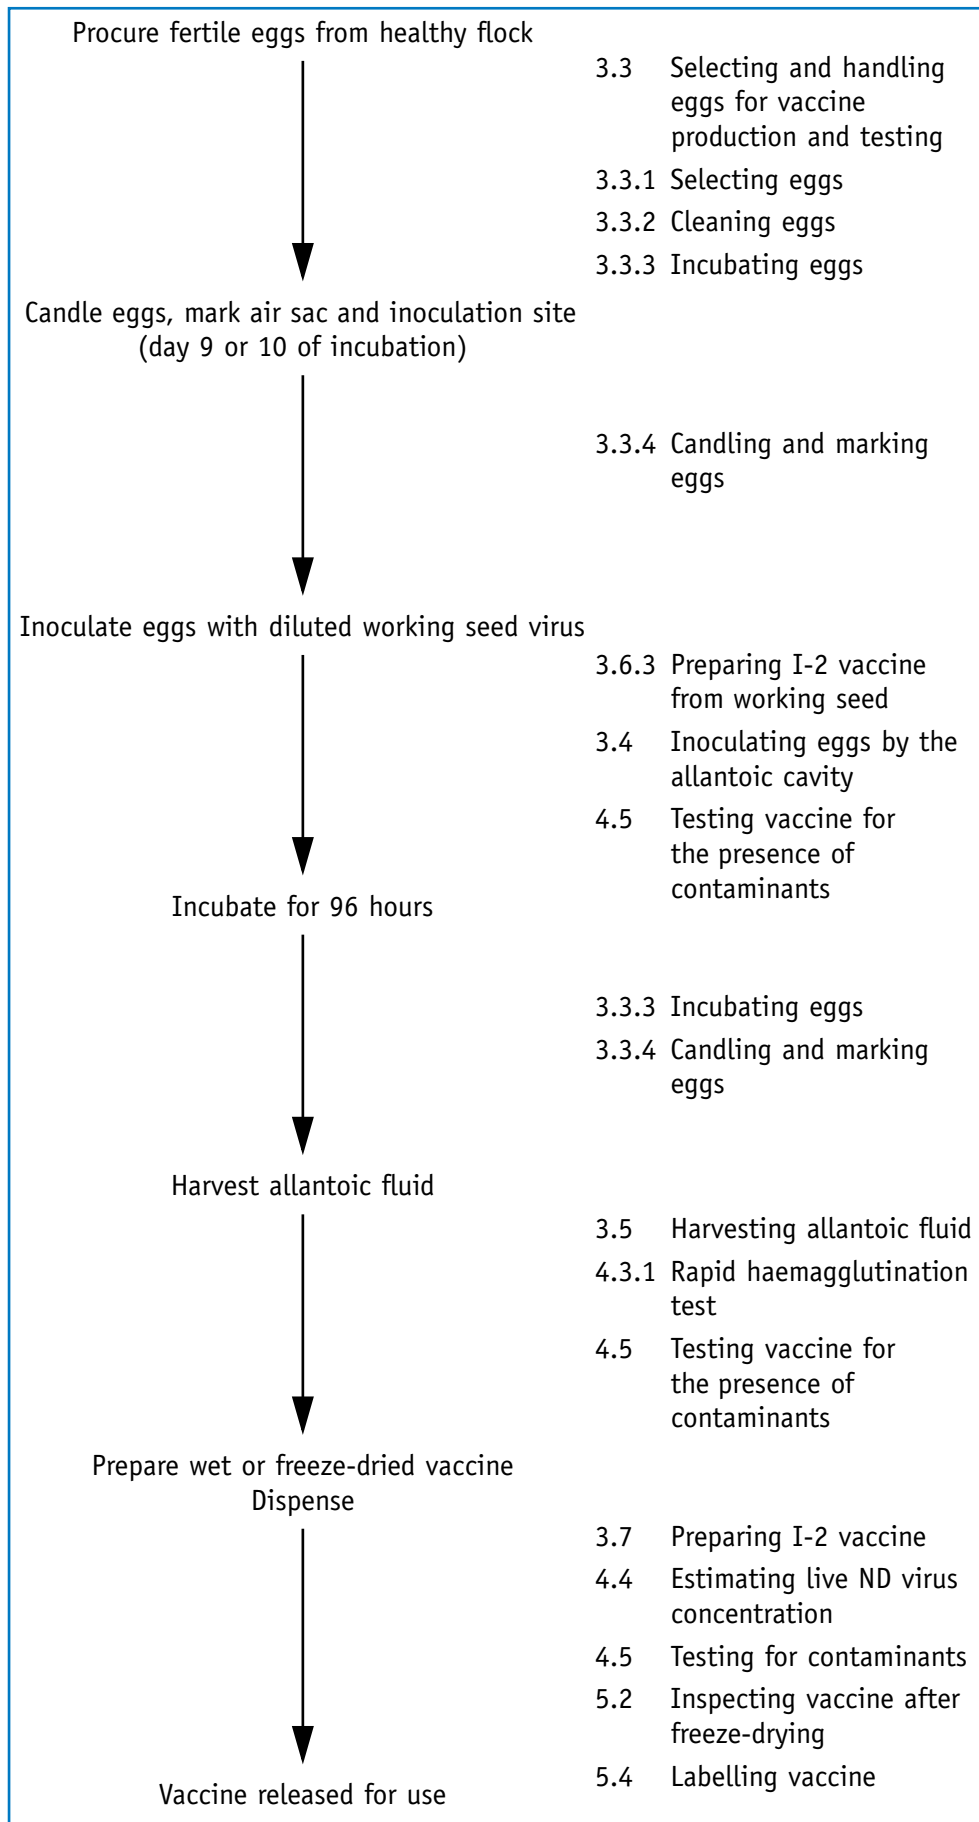 Procure fertile eggs from healthy flock
3.3 Selecting and handling
eggs for vaccine
production and testing
3.3.1 Selecting eggs
3.3.2 Cleaning eggs
3.3.3 Incubating eggs
Candle eggs, mark air sac and inoculation site
(day 9 or 10 of incubation)
3.3.4 Candling and marking
eggs
Inoculate eggs with diluted working seed virus
3.6.3 Preparing I-2 vaccine
from working seed
3.4 Inoculating eggs by the
allantoic cavity
4.5 Testing vaccine for
the presence of
contaminants
Incubate for 96 hours
3.3.3 Incubating eggs
3.3.4 Candling and marking
eggs
Harvest allantoic fluid
3.5 Harvesting allantoic fluid
4.3.1 Rapid haemagglutination
test
4.5 Testing vaccine for
the presence of
contaminants
Prepare wet or freeze-dried vaccine
Dispense
3.7 Preparing I-2 vaccine
4.4 Estimating live ND virus
concentration
4.5 Testing for contaminants
5.2 Inspecting vaccine after
freeze-drying
5.4 Labelling vaccine
Vaccine released for use